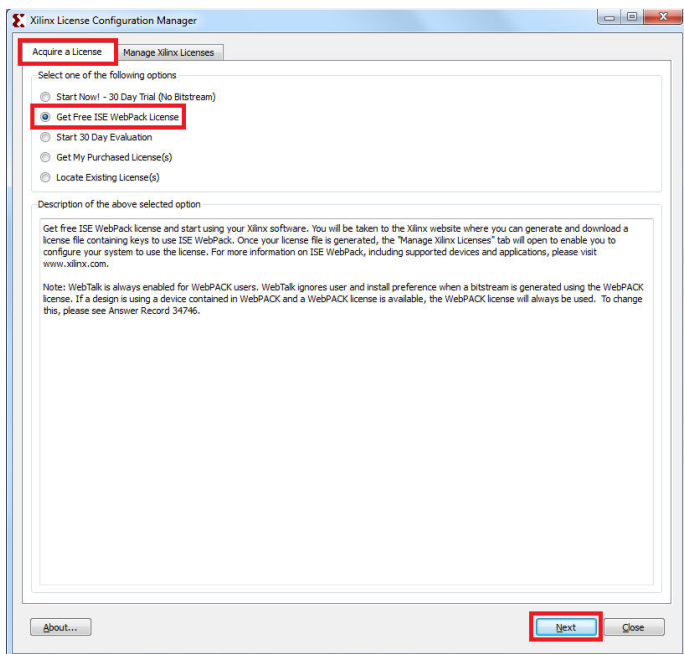 Xilinx License Configuration Manager
Acquire a License
Manage Xilinx Licenses
Select one of the following options
Start Now! - 30 Day Trial (No Bitstream)
Get Free ISE WebPack License
Start 30 Day Evaluation
Get My Purchased License(s)
Locate Existing License(s)
Description of the above selected option
Get free ISE WebPack license and start using your Xilinx software. You will be taken to the Xilinx website where you can generate and download a
license file containing keys to use ISE WebPack. Once your license file is generated, the "Manage Xilinx Licenses" tab will open to enable you to
configure your system to use the license. For more information on ISE WebPack, including supported devices and applications, please visit
www.xilinx.com.
Note: WebTalk is always enabled for WebPACK users. WebTalk ignores user and install preference when a bitstream is generated using the WebPACK
license. If a design is using a device contained in WebPACK and a WebPACK license is available, the WebPACK license will always be used.  To change
this, please see Answer Record 34746.
About...
Next
Close